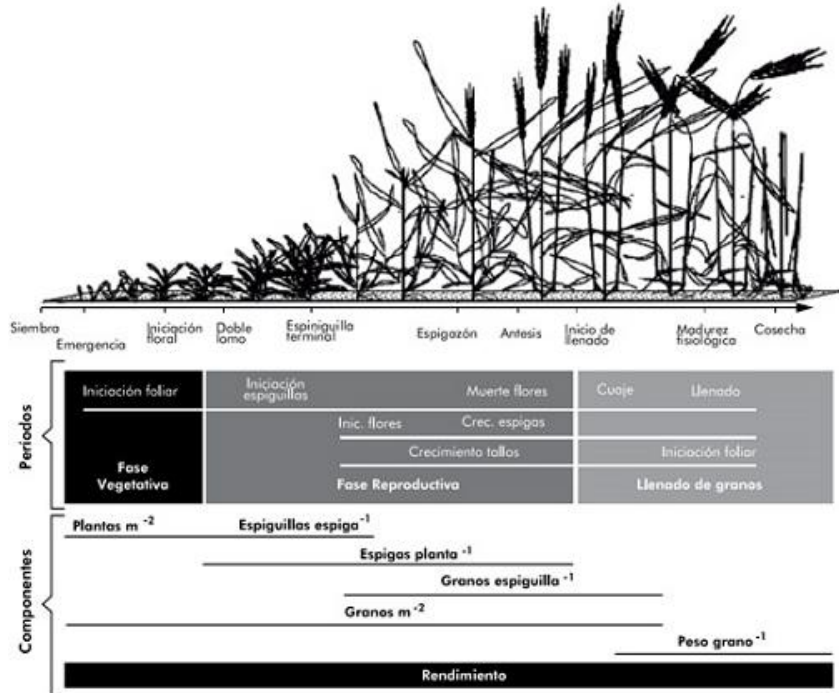 Siembra
Emergencia
Iniciación floral
Doble lomo
Espiniguilla terminal
Espigazón
Antesis
Inicio de llenado
Madurez fisiológica
Cosecha
Períodos
Iniciación foliar
Iniciación espiguillas
Muerte flores
Cuaje
Llenado
Inic. flores
Crec. espigas
Crecimiento tallos
Iniciación foliar
Fase Vegetativa
Fase Reproductiva
Llenado de granos
Componentes
Plantas m -2
Espiguillas espiga -1
Espigas planta -1
Granos espiguilla -1
Granos m -2
Peso grano -1
Rendimiento